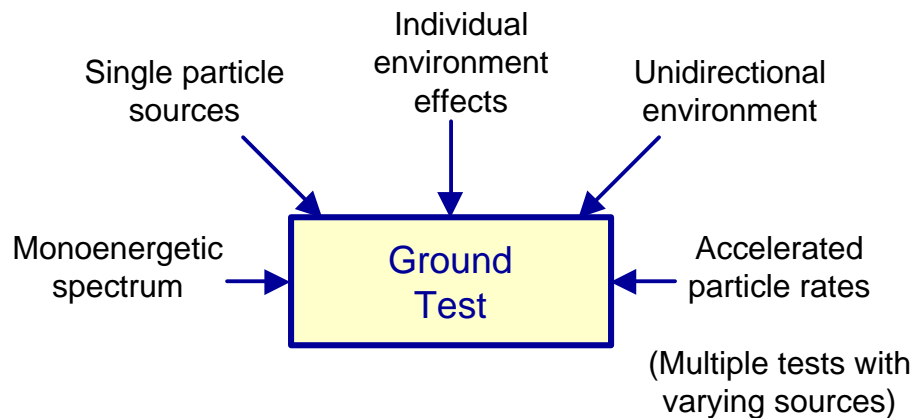 Individual
environment
effects
Single particle
sources
Unidirectional
environment
Monoenergetic
spectrum
Ground
Test
Accelerated
particle rates
(Multiple tests with
varying sources)